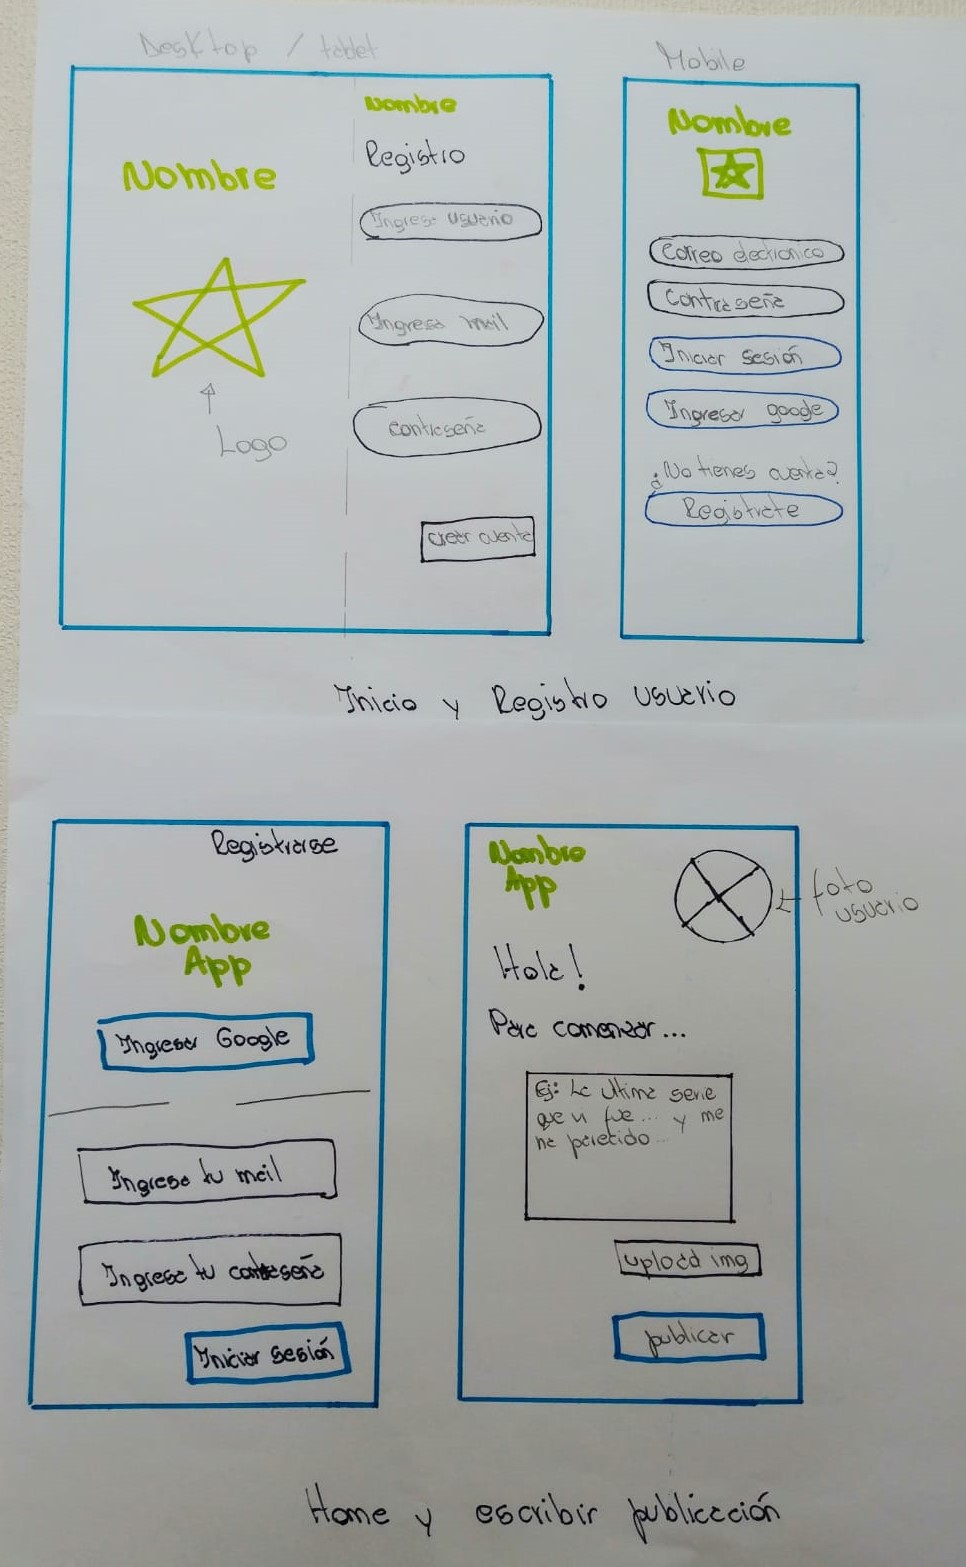 Desktop / tablet
Nombre
Logo
Nombre
Registro
Ingrese usuario
Ingresa mail
contraseña
crear cuenta
Mobile
Nombre
Correo electronico
Contraseña
Iniciar sesión
Ingresar google
¿No tienes cuenta?
Registrate
Inicio y Registro usuario
Registrarse
Nombre
App
Ingresar Google
Ingresa tu mail
Ingresa tu contraseña
Iniciar sesión
Nombre
App
foto
usuario
Hola!
Para comenzar...
Ej: La ultima serie
que vi fue... y me
ha parecido...
upload img
publicar
Home y escribir publicación